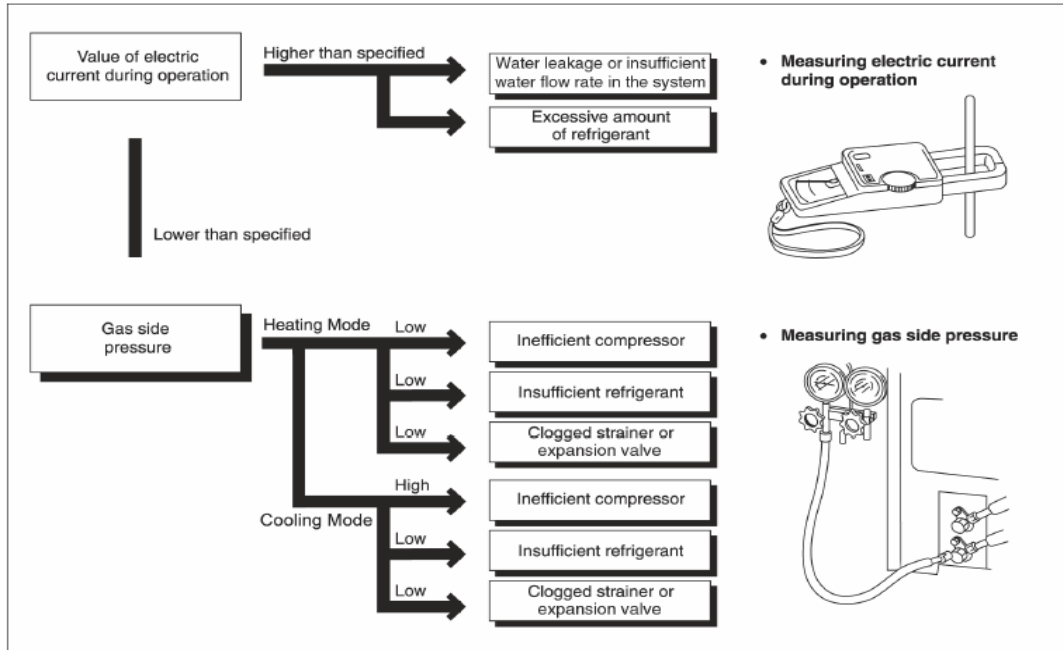 Value of electric
current during operation
Higher than specified
Water leakage or insufficient
water flow rate in the system
Excessive amount
of refrigerant
• Measuring electric current
during operation
Lower than specified
Gas side
pressure
Heating Mode
Low
Inefficient compressor
Low
Insufficient refrigerant
Low
Clogged strainer or
expansion valve
Cooling Mode
High
Inefficient compressor
Low
Insufficient refrigerant
Low
Clogged strainer or
expansion valve
• Measuring gas side pressure